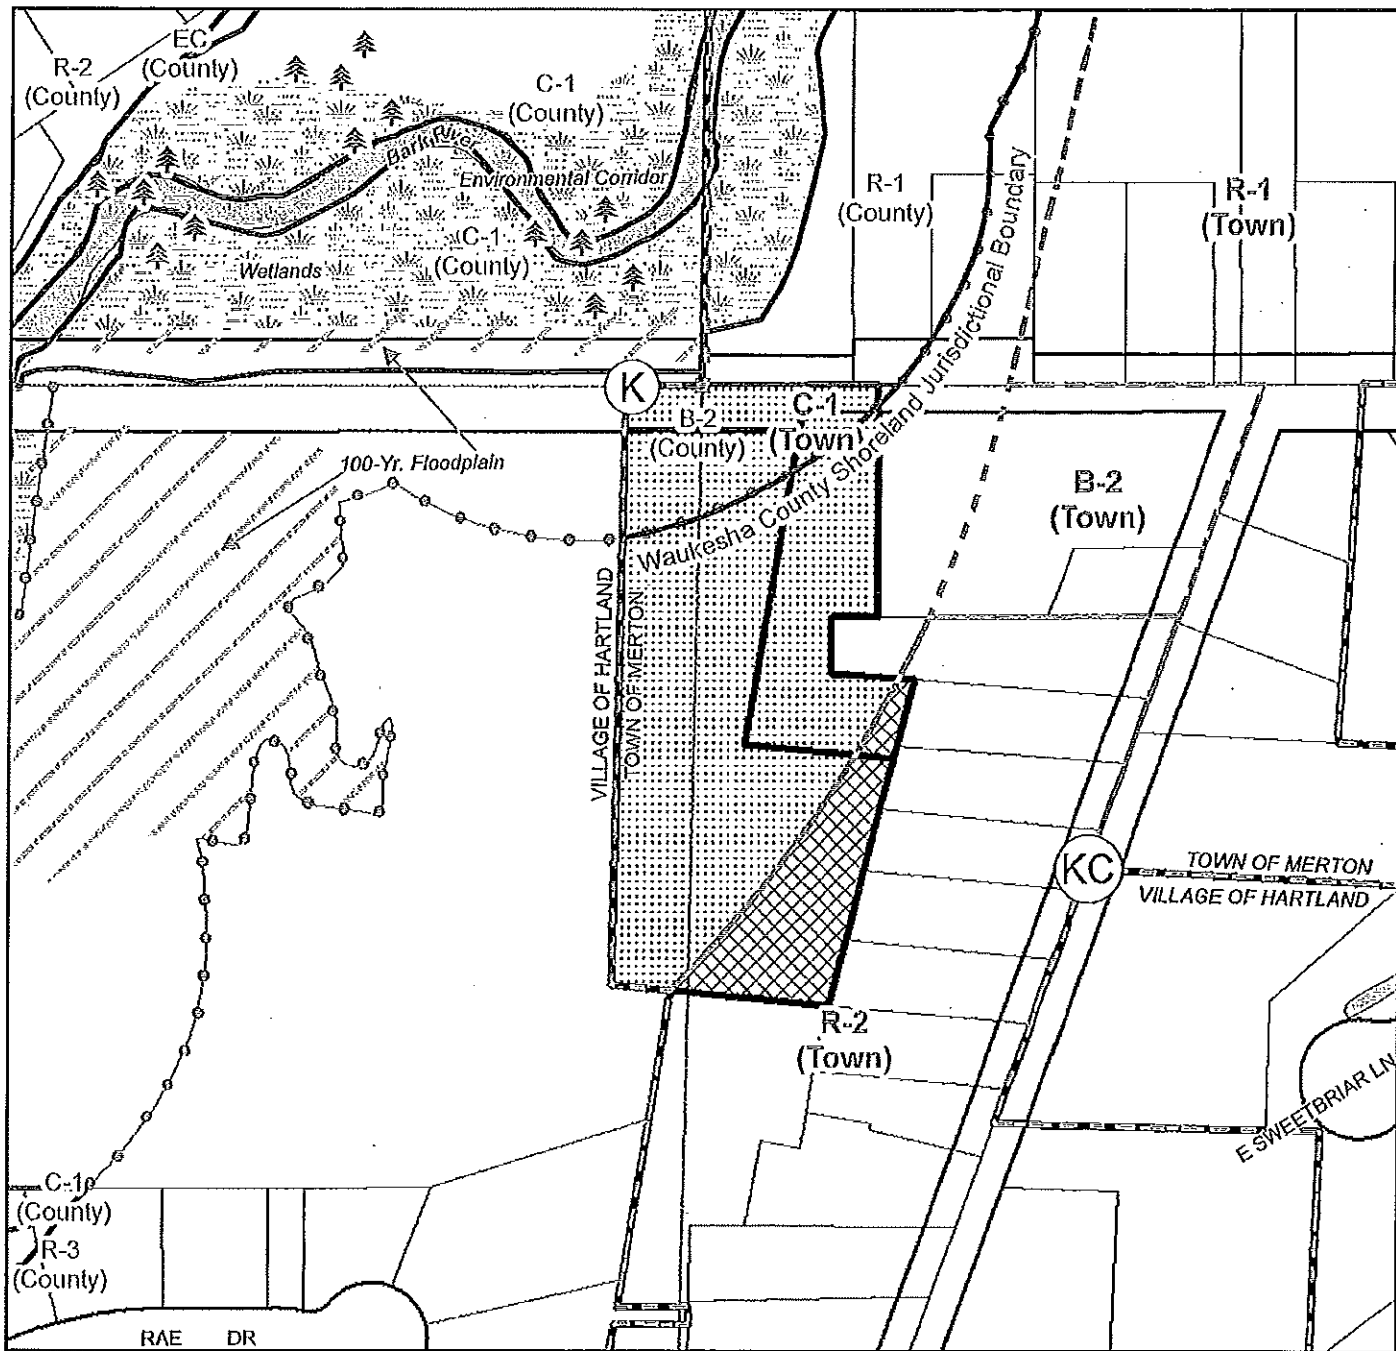 EC
(County)
R-2
(County)
C-1
(County)
Bark River
Environmental Corridor
R-1
(County)
R-1
(Town)
C-1
(County)
Wetlands
Waukesha County Shoreland Jurisdictional Boundary
K
C-1
(Town)
B-2
(County)
100-Yr. Floodplain
B-2
(Town)
VILLAGE OF HARTLAND
TOWN OF MERTON
KC
TOWN OF MERTON
VILLAGE OF HARTLAND
R-2
(Town)
E SWEETBRIAR LN
C-1
(County)
R-3
(County)
RAE DR